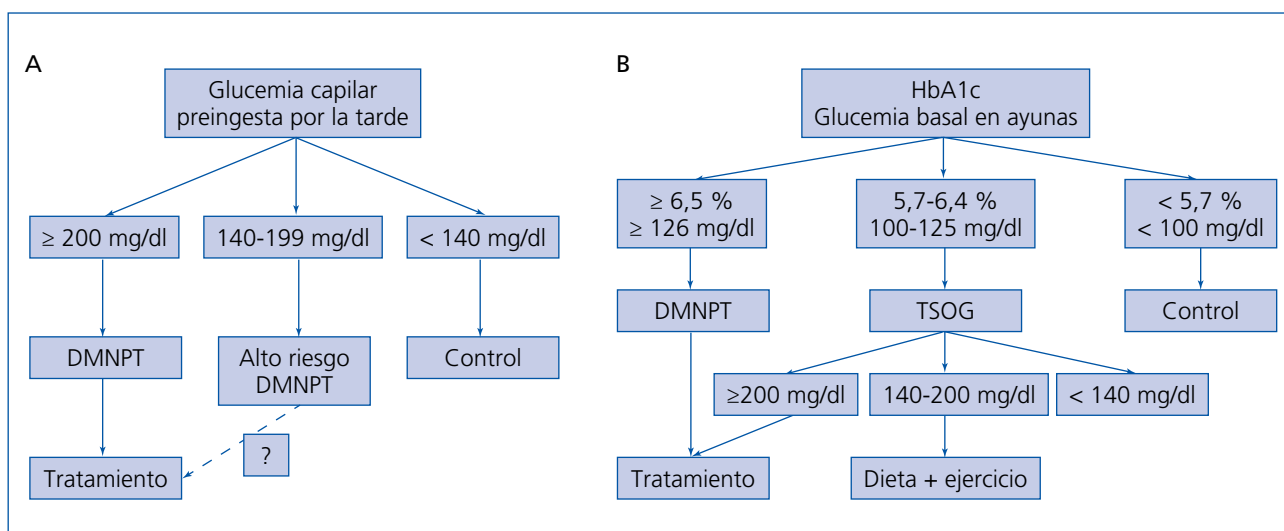 A
Glucemia capilar
preingesta por la tarde
≥ 200 mg/dl
140-199 mg/dl
< 140 mg/dl
DMNPT
Alto riesgo
DMNPT
Control
?
Tratamiento
B
HbA1c
Glucemia basal en ayunas
≥ 6,5 %
≥ 126 mg/dl
5,7-6,4 %
100-125 mg/dl
< 5,7 %
< 100 mg/dl
DMNPT
TSOG
Control
≥200 mg/dl
140-200 mg/dl
< 140 mg/dl
Tratamiento
Dieta + ejercicio